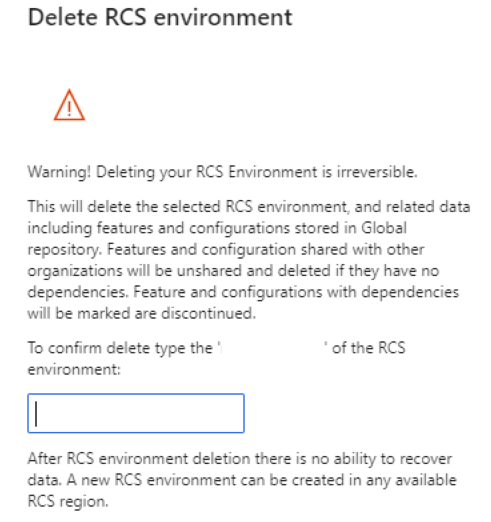 Delete RCS environment
Warning! Deleting your RCS Environment is irreversible.
This will delete the selected RCS environment, and related data
including features and configurations stored in Global
repository. Features and configuration shared with other
organizations will be unshared and deleted if they have no
dependencies. Feature and configurations with dependencies
will be marked are discontinued.
To confirm delete type the ' ' of the RCS
environment:
After RCS environment deletion there is no ability to recover
data. A new RCS environment can be created in any available
RCS region.